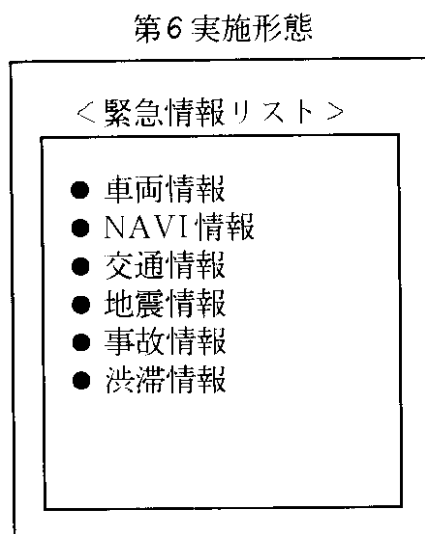 第6実施形態
<緊急情報リスト>
● 車両情報
● NAVI情報
● 交通情報
● 地震情報
● 事故情報
● 渋滞情報